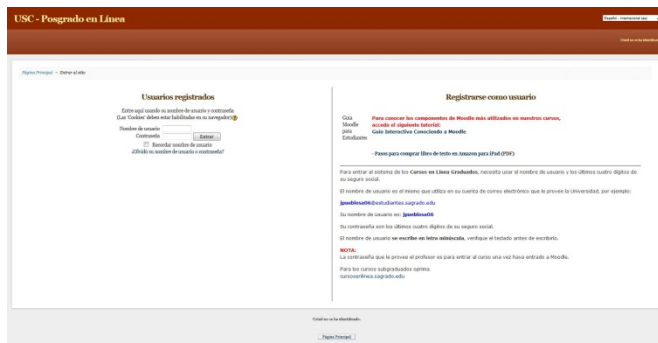 USC - Posgrado en Línea
Español - Internacional (es)
Usted no se ha identificado.
Página Principal ► Entrar al sitio
Usuarios registrados
Entre aquí usando su nombre de usuario y contraseña
(Las 'Cookies' deben estar habilitadas en su navegador)
Nombre de usuario
Contraseña
Entrar
Recordar nombre de usuario
¿Olvidó su nombre de usuario o contraseña?
Registrarse como usuario
Guía
Moodle
para
Estudiantes
Para conocer los componentes de Moodle más utilizados en nuestros cursos,
acceda al siguiente tutorial:
Guía Interactiva Conociendo a Moodle
- Pasos para comprar libro de texto en Amazon para iPad (PDF)
Para entrar al sistema de los Cursos en Línea Graduados, necesita usar el nombre de usuario y los últimos cuatro dígitos de
su seguro social.
El nombre de usuario es el mismo que utiliza en su cuenta de correo electrónico que le provee la Universidad, por ejemplo:
jpueblosa06@estudiantes.sagrado.edu
Su nombre de usuario es: jpueblosa06
Su contraseña son los últimos cuatro dígitos de su seguro social.
El nombre de usuario se escribe en letra minúscula, verifique el teclado antes de escribirlo.
NOTA:
La contraseña que le provee el profesor es para entrar al curso una vez haya entrado a Moodle.
Para los cursos subgraduados oprima
cursosenlinea.sagrado.edu
Usted no se ha identificado.
Página Principal